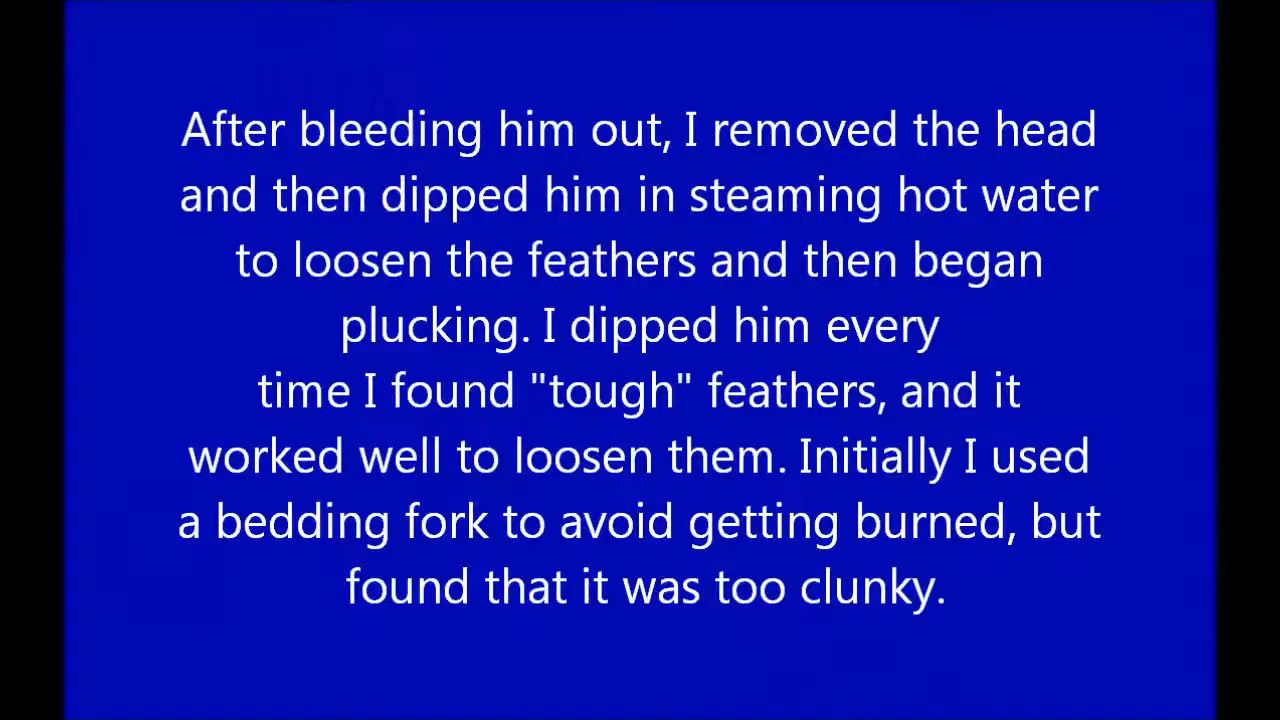 After bleeding him out, I removed the head
and then dipped him in steaming hot water
to loosen the feathers and then began
plucking. I dipped him every
time I found "tough" feathers, and it
worked well to loosen them. Initially I used
a bedding fork to avoid getting burned, but
found that it was too clunky.